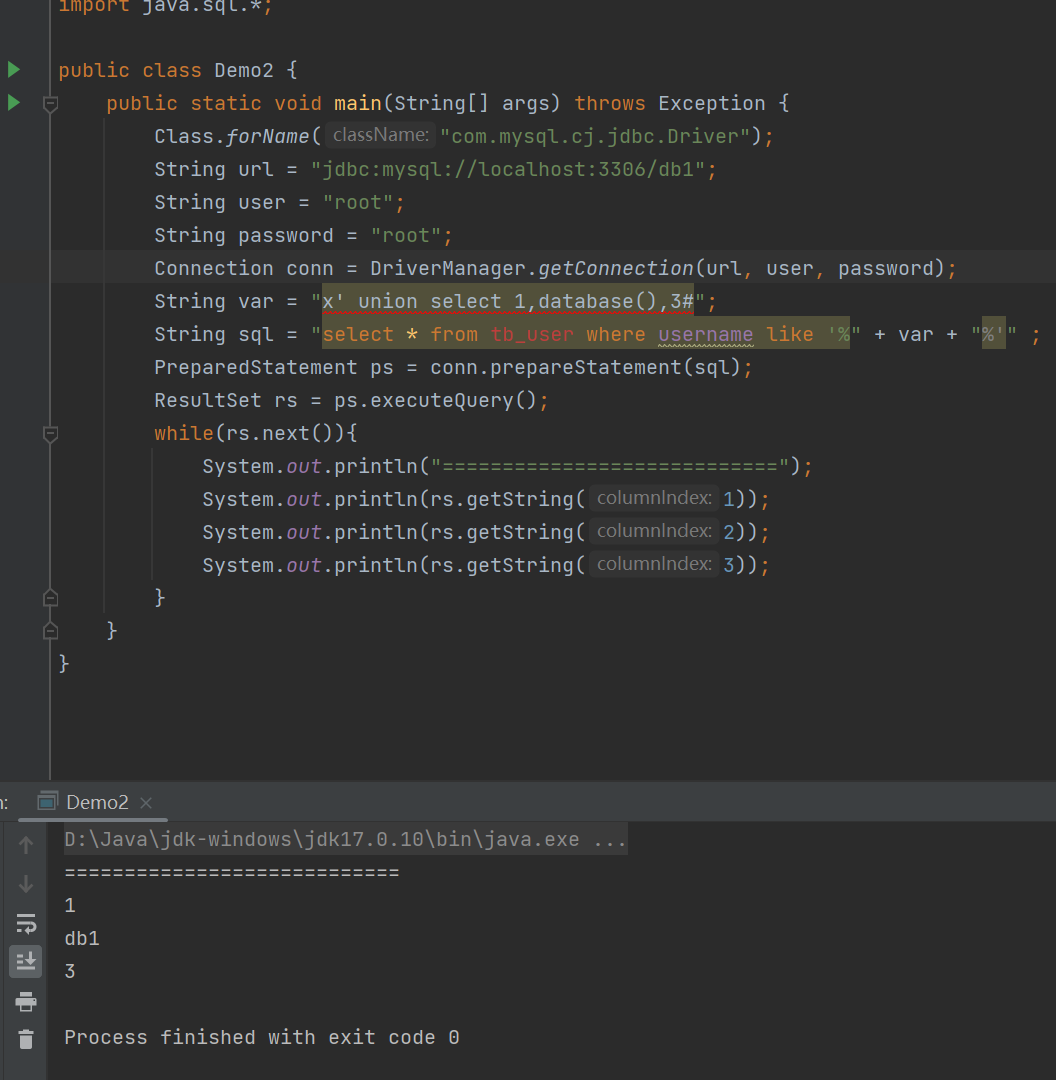 import java.sql.*;
public class Demo2 {
public static void main(String[] args) throws Exception {
Class.forName( className: "com.mysql.cj.jdbc.Driver");
String url = "jdbc:mysql://localhost:3306/db1";
String user = "root";
String password = "root";
Connection conn = DriverManager.getConnection(url, user, password);
String var = "x' union select 1,database(),3#";
String sql = "select * from tb_user where username like '%" + var + "%'" ;
PreparedStatement ps = conn.prepareStatement(sql);
ResultSet rs = ps.executeQuery();
while(rs.next()){
System.out.println("============================");
System.out.println(rs.getString( columnIndex: 1));
System.out.println(rs.getString( columnIndex: 2));
System.out.println(rs.getString( columnIndex: 3));
}
}
}
Demo2
D:\Java\jdk-windows\jdk17.0.10\bin\java.exe ...
============================
1
db1
3
Process finished with exit code 0